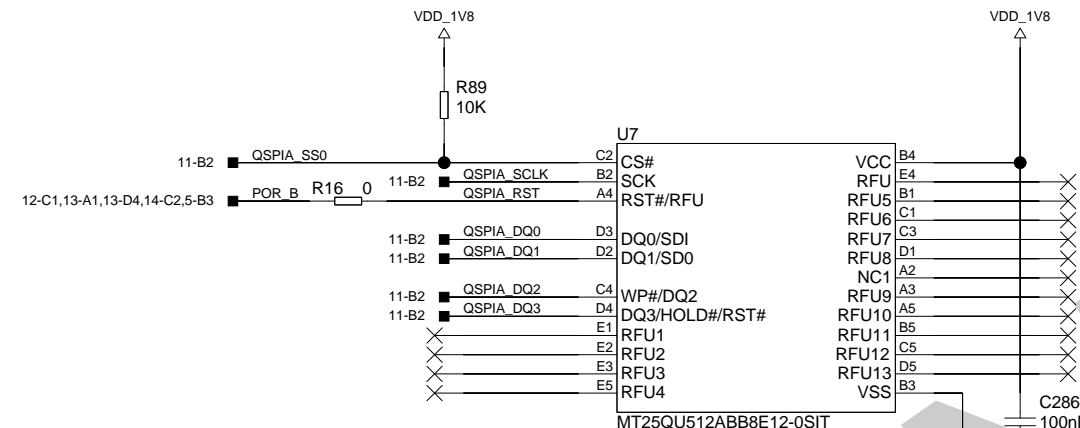 VDD_1V8
VDD_1V8
R89
10K
U7
11-B2 QSPIA_SS0 C2 CS# VCC B4
11-B2 QSPIA_SCLK B2 SCK RFU E4
12-C1,13-A1,13-D4,14-C2,5-B3 POR_B R16 0 QSPIA_RST A4 RST#/RFU RFU5 B1
RFU6 C1
11-B2 QSPIA_DQ0 D3 DQ0/SDI RFU7 C3
11-B2 QSPIA_DQ1 D2 DQ1/SD0 RFU8 D1
NC1 A2
11-B2 QSPIA_DQ2 C4 WP#/DQ2 RFU9 A3
11-B2 QSPIA_DQ3 D4 DQ3/HOLD#/RST# RFU10 A5
E1 RFU1 RFU11 B5
E2 RFU2 RFU12 C5
E3 RFU3 RFU13 D5
E5 RFU4 VSS B3
C286
MT25QU512ABB8E12-0SIT